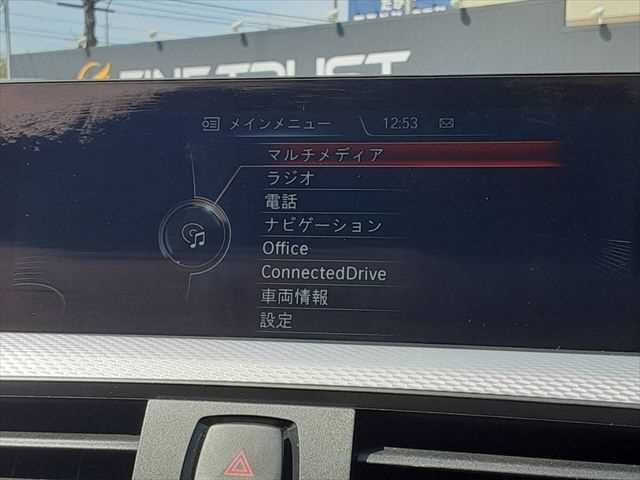 FINE TRUST
メインメニュー 12:53
マルチメディア
ラジオ
電話
ナビゲーション
Office
ConnectedDrive
車両情報
設定